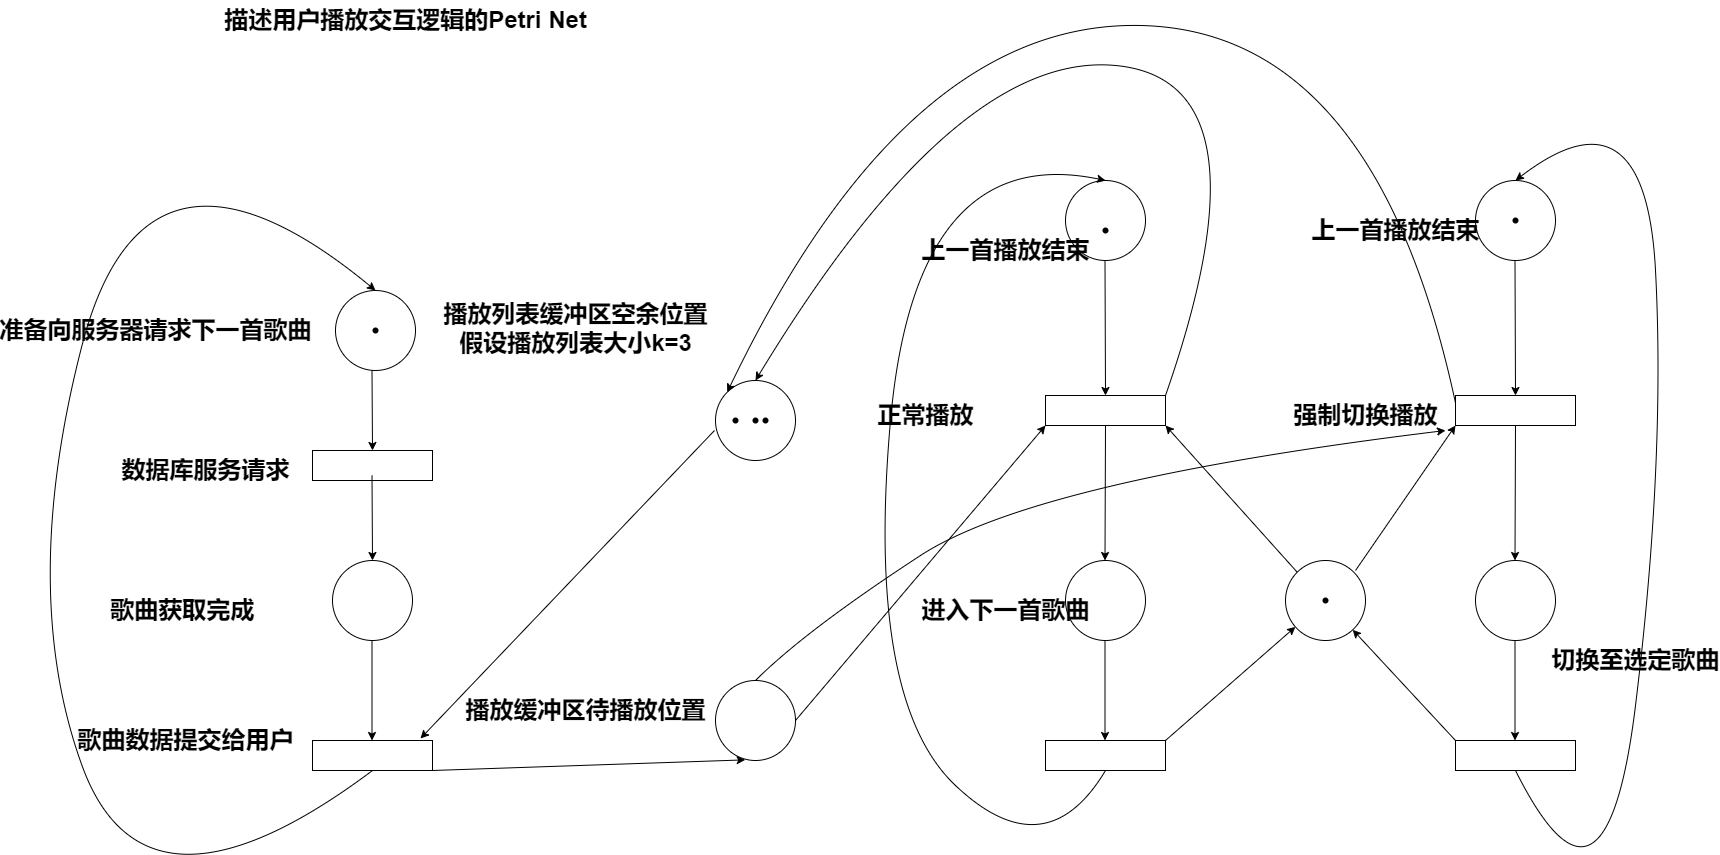 描述用户播放交互逻辑的Petri Net
上一首播放结束
上一首播放结束
准备向服务器请求下一首歌曲
播放列表缓冲区空余位置
假设播放列表大小k=3
正常播放
强制切换播放
数据库服务请求
歌曲获取完成
进入下一首歌曲
切换至选定歌曲
播放缓冲区待播放位置
歌曲数据提交给用户